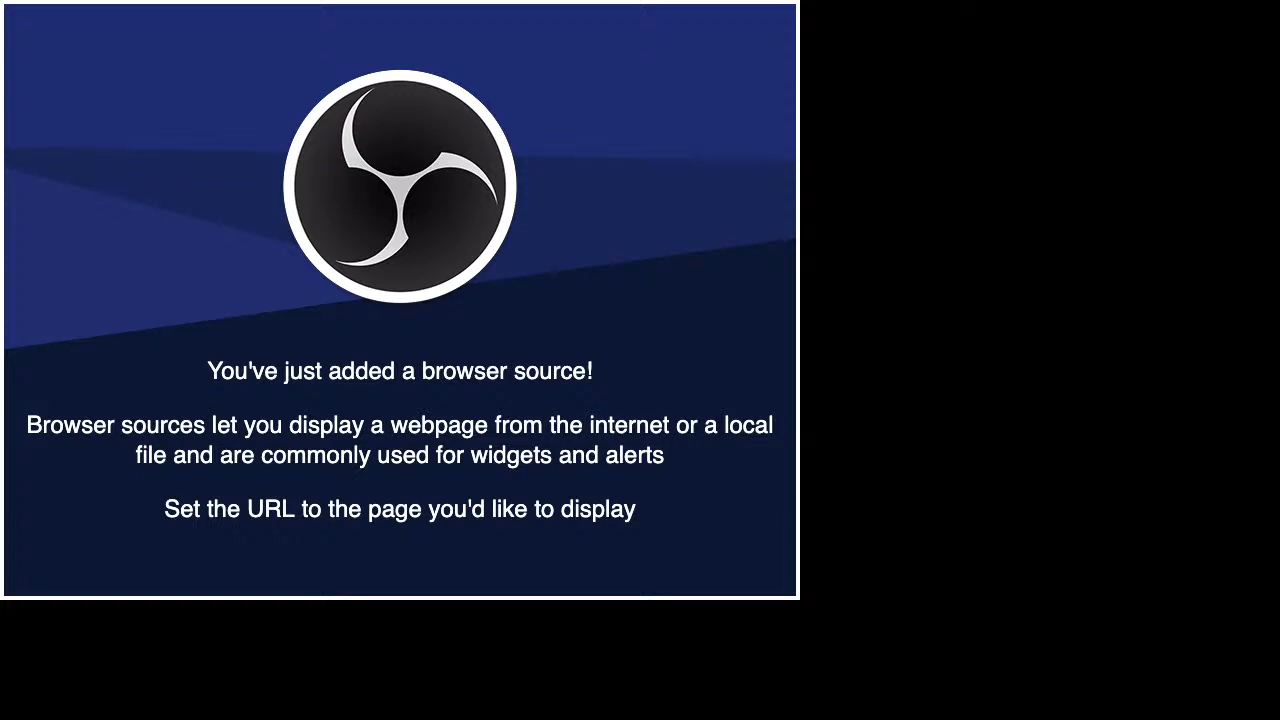 You've just added a browser source!
Browser sources let you display a webpage from the internet or a local
file and are commonly used for widgets and alerts
Set the URL to the page you'd like to display